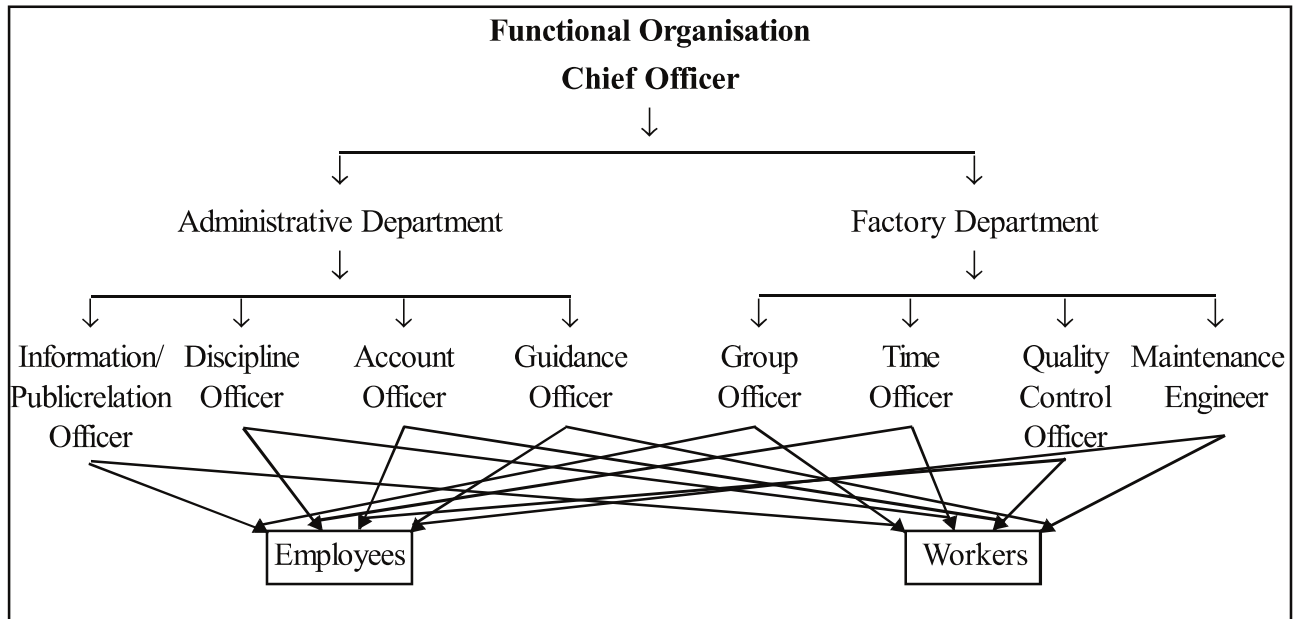 Functional Organisation
Chief Officer
Administrative Department
Factory Department
Information/
Publicrelation
Officer
Discipline
Officer
Account
Officer
Guidance
Officer
Group
Officer
Time
Officer
Quality
Control
Officer
Maintenance
Engineer
Employees
Workers